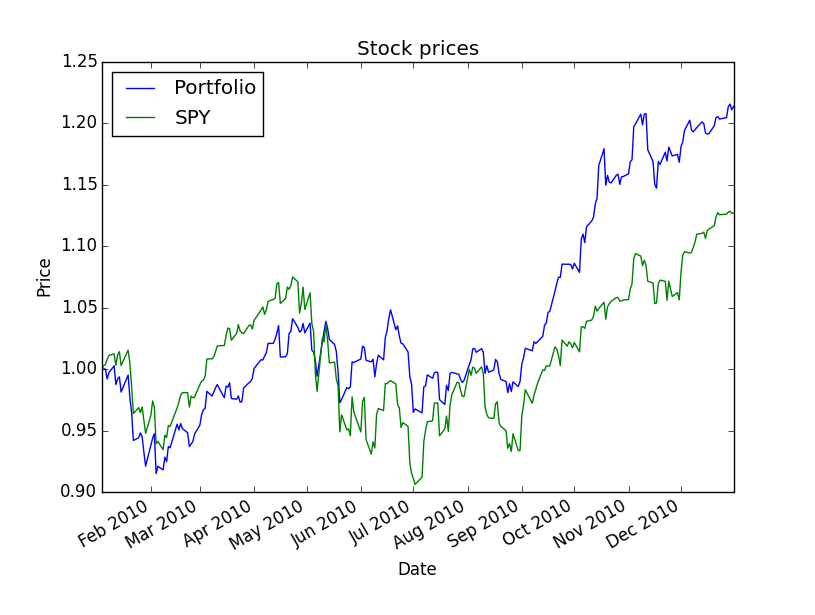 Stock prices
Portfolio
SPY
1.25
1.20
1.15
1.10
1.05
1.00
0.95
0.90
Price
Feb 2010
Mar 2010
Apr 2010
May 2010
Jun 2010
Jul 2010
Aug 2010
Sep 2010
Oct 2010
Nov 2010
Dec 2010
Date